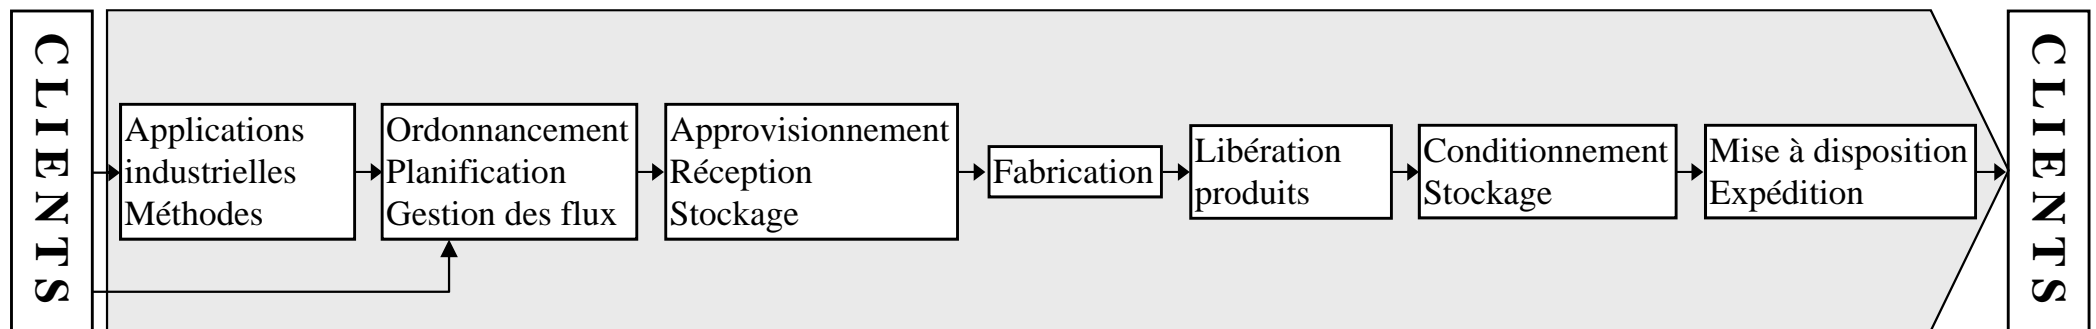 CLIENTS
Applications
industrielles
Méthodes
Ordonnancement
Planification
Gestion des flux
Approvisionnement
Réception
Stockage
Fabrication
Libération
produits
Conditionnement
Stockage
Mise à disposition
Expédition
CLIENTS